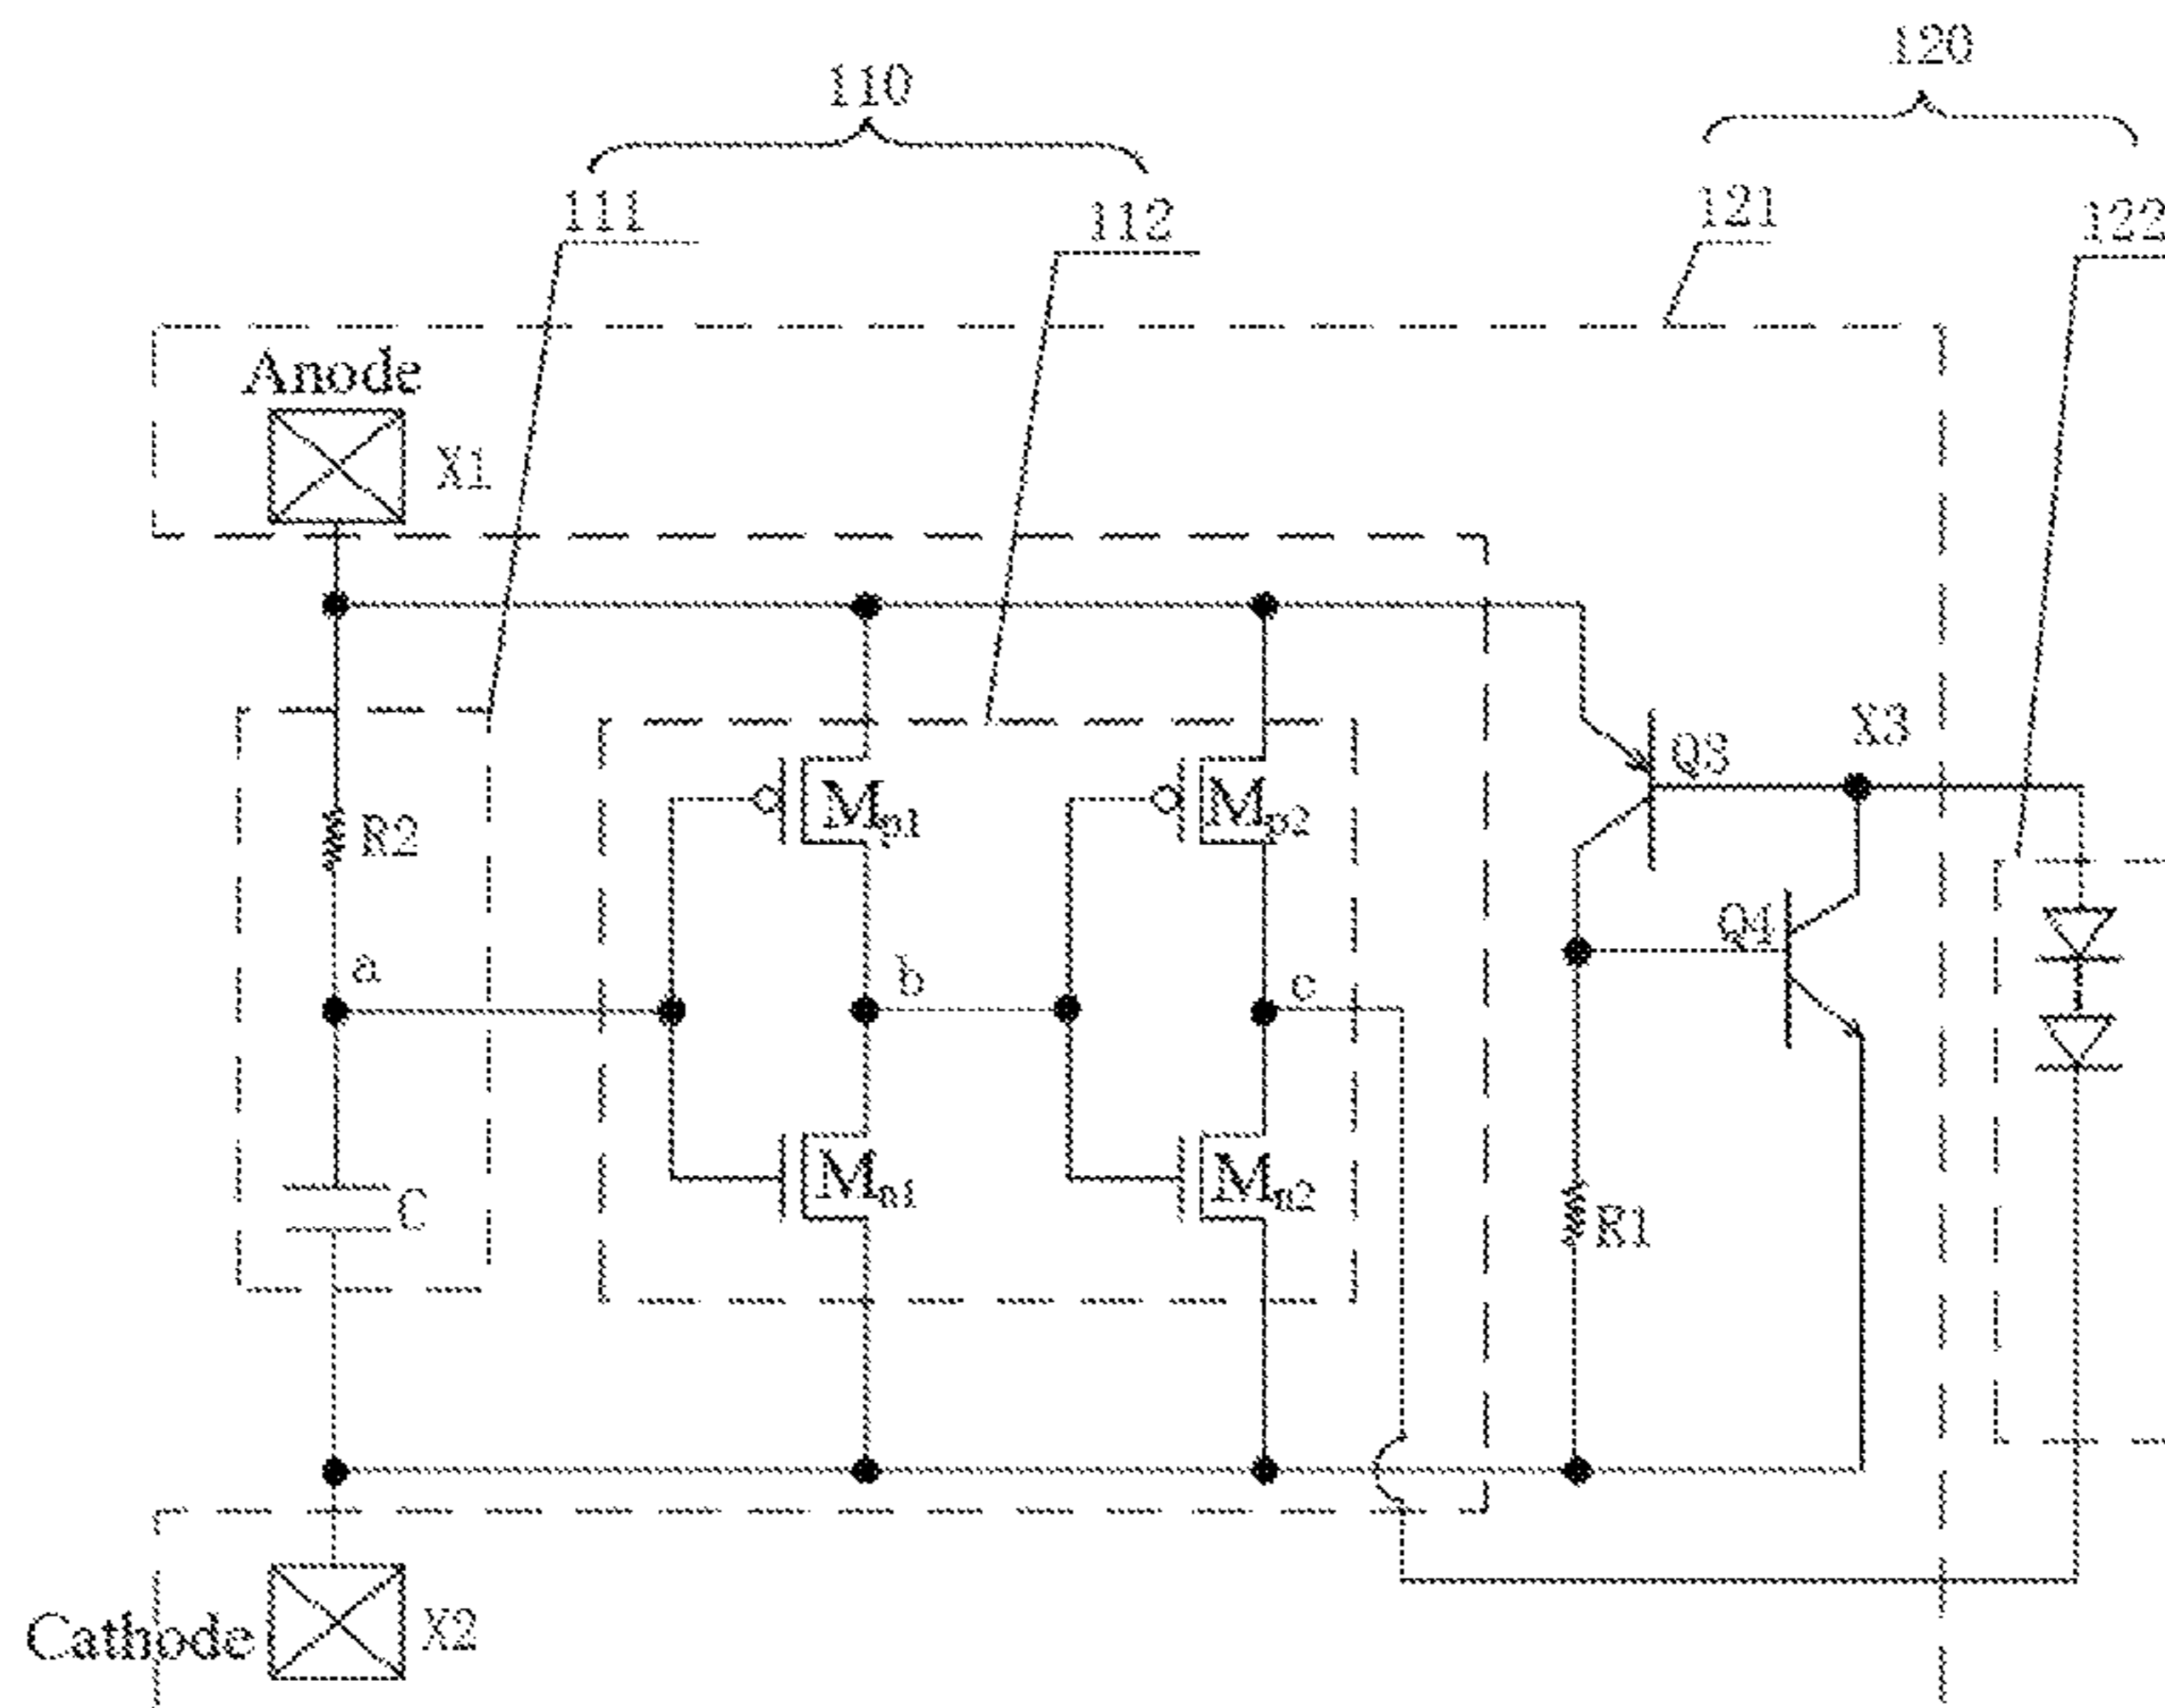 120
110
111
112
121
122
Anode
X1
X3
Q3
Mp1
Mp2
R2
Q4
a
b
c
Mn1
Mn2
C
R1
Cathode
X2